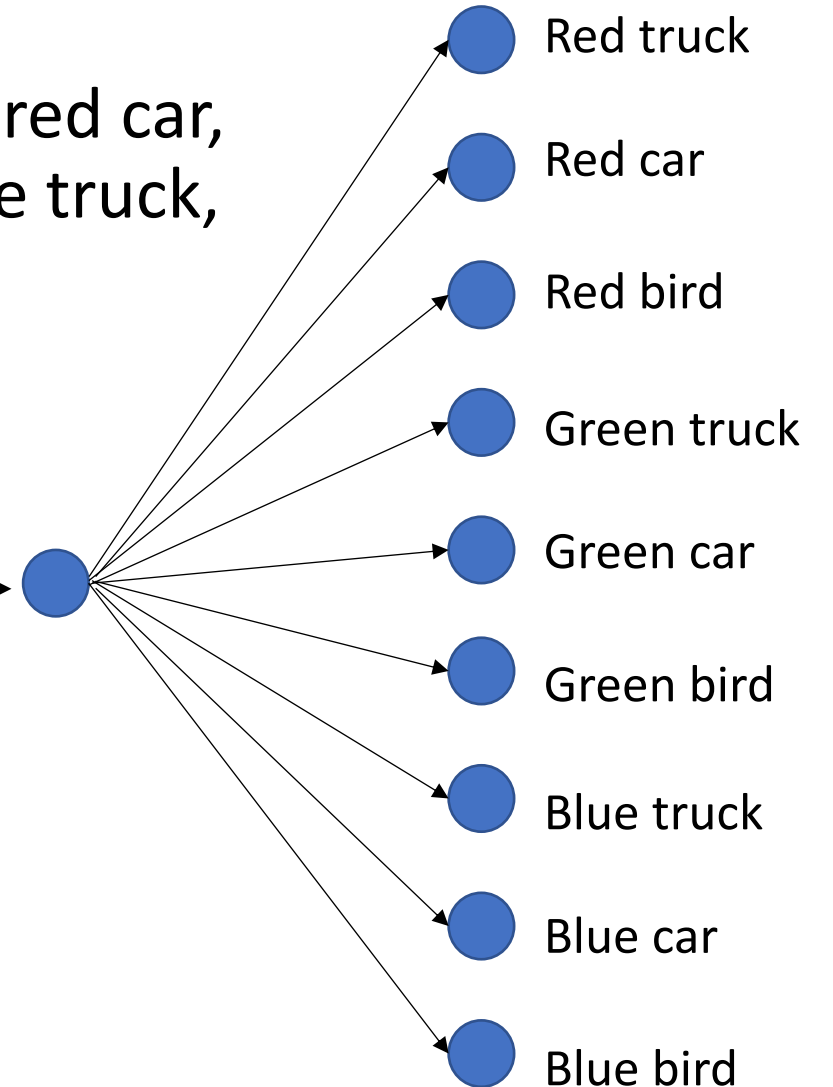 red car,
e truck,
Red truck
Red car
Red bird
Green truck
Green car
Green bird
Blue truck
Blue car
Blue bird